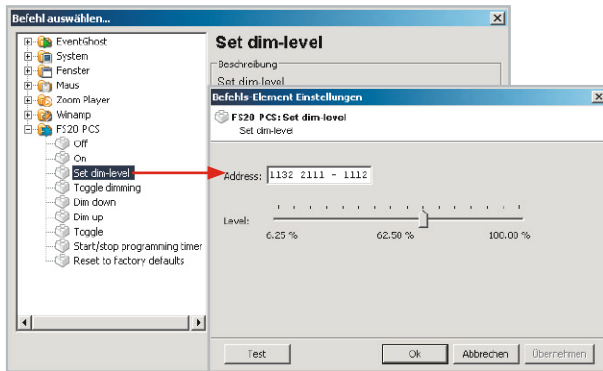 Befehl auswählen...
EventGhost
System
Fenster
Maus
Zoom Player
Winamp
FS20 PCS
Off
On
Set dim-level
Toggle dimming
Dim down
Dim up
Toggle
Start/stop programming timer
Reset to factory defaults
Set dim-level
Beschreibung
Set dim-level
Befehls-Element Einstellungen
FS20 PCS: Set dim-level
Set dim-level
Address: 1132 2111 - 1112
Level:
6.25 % 62.50 % 100.00 %
Test Ok Abbrechen Übernehmen